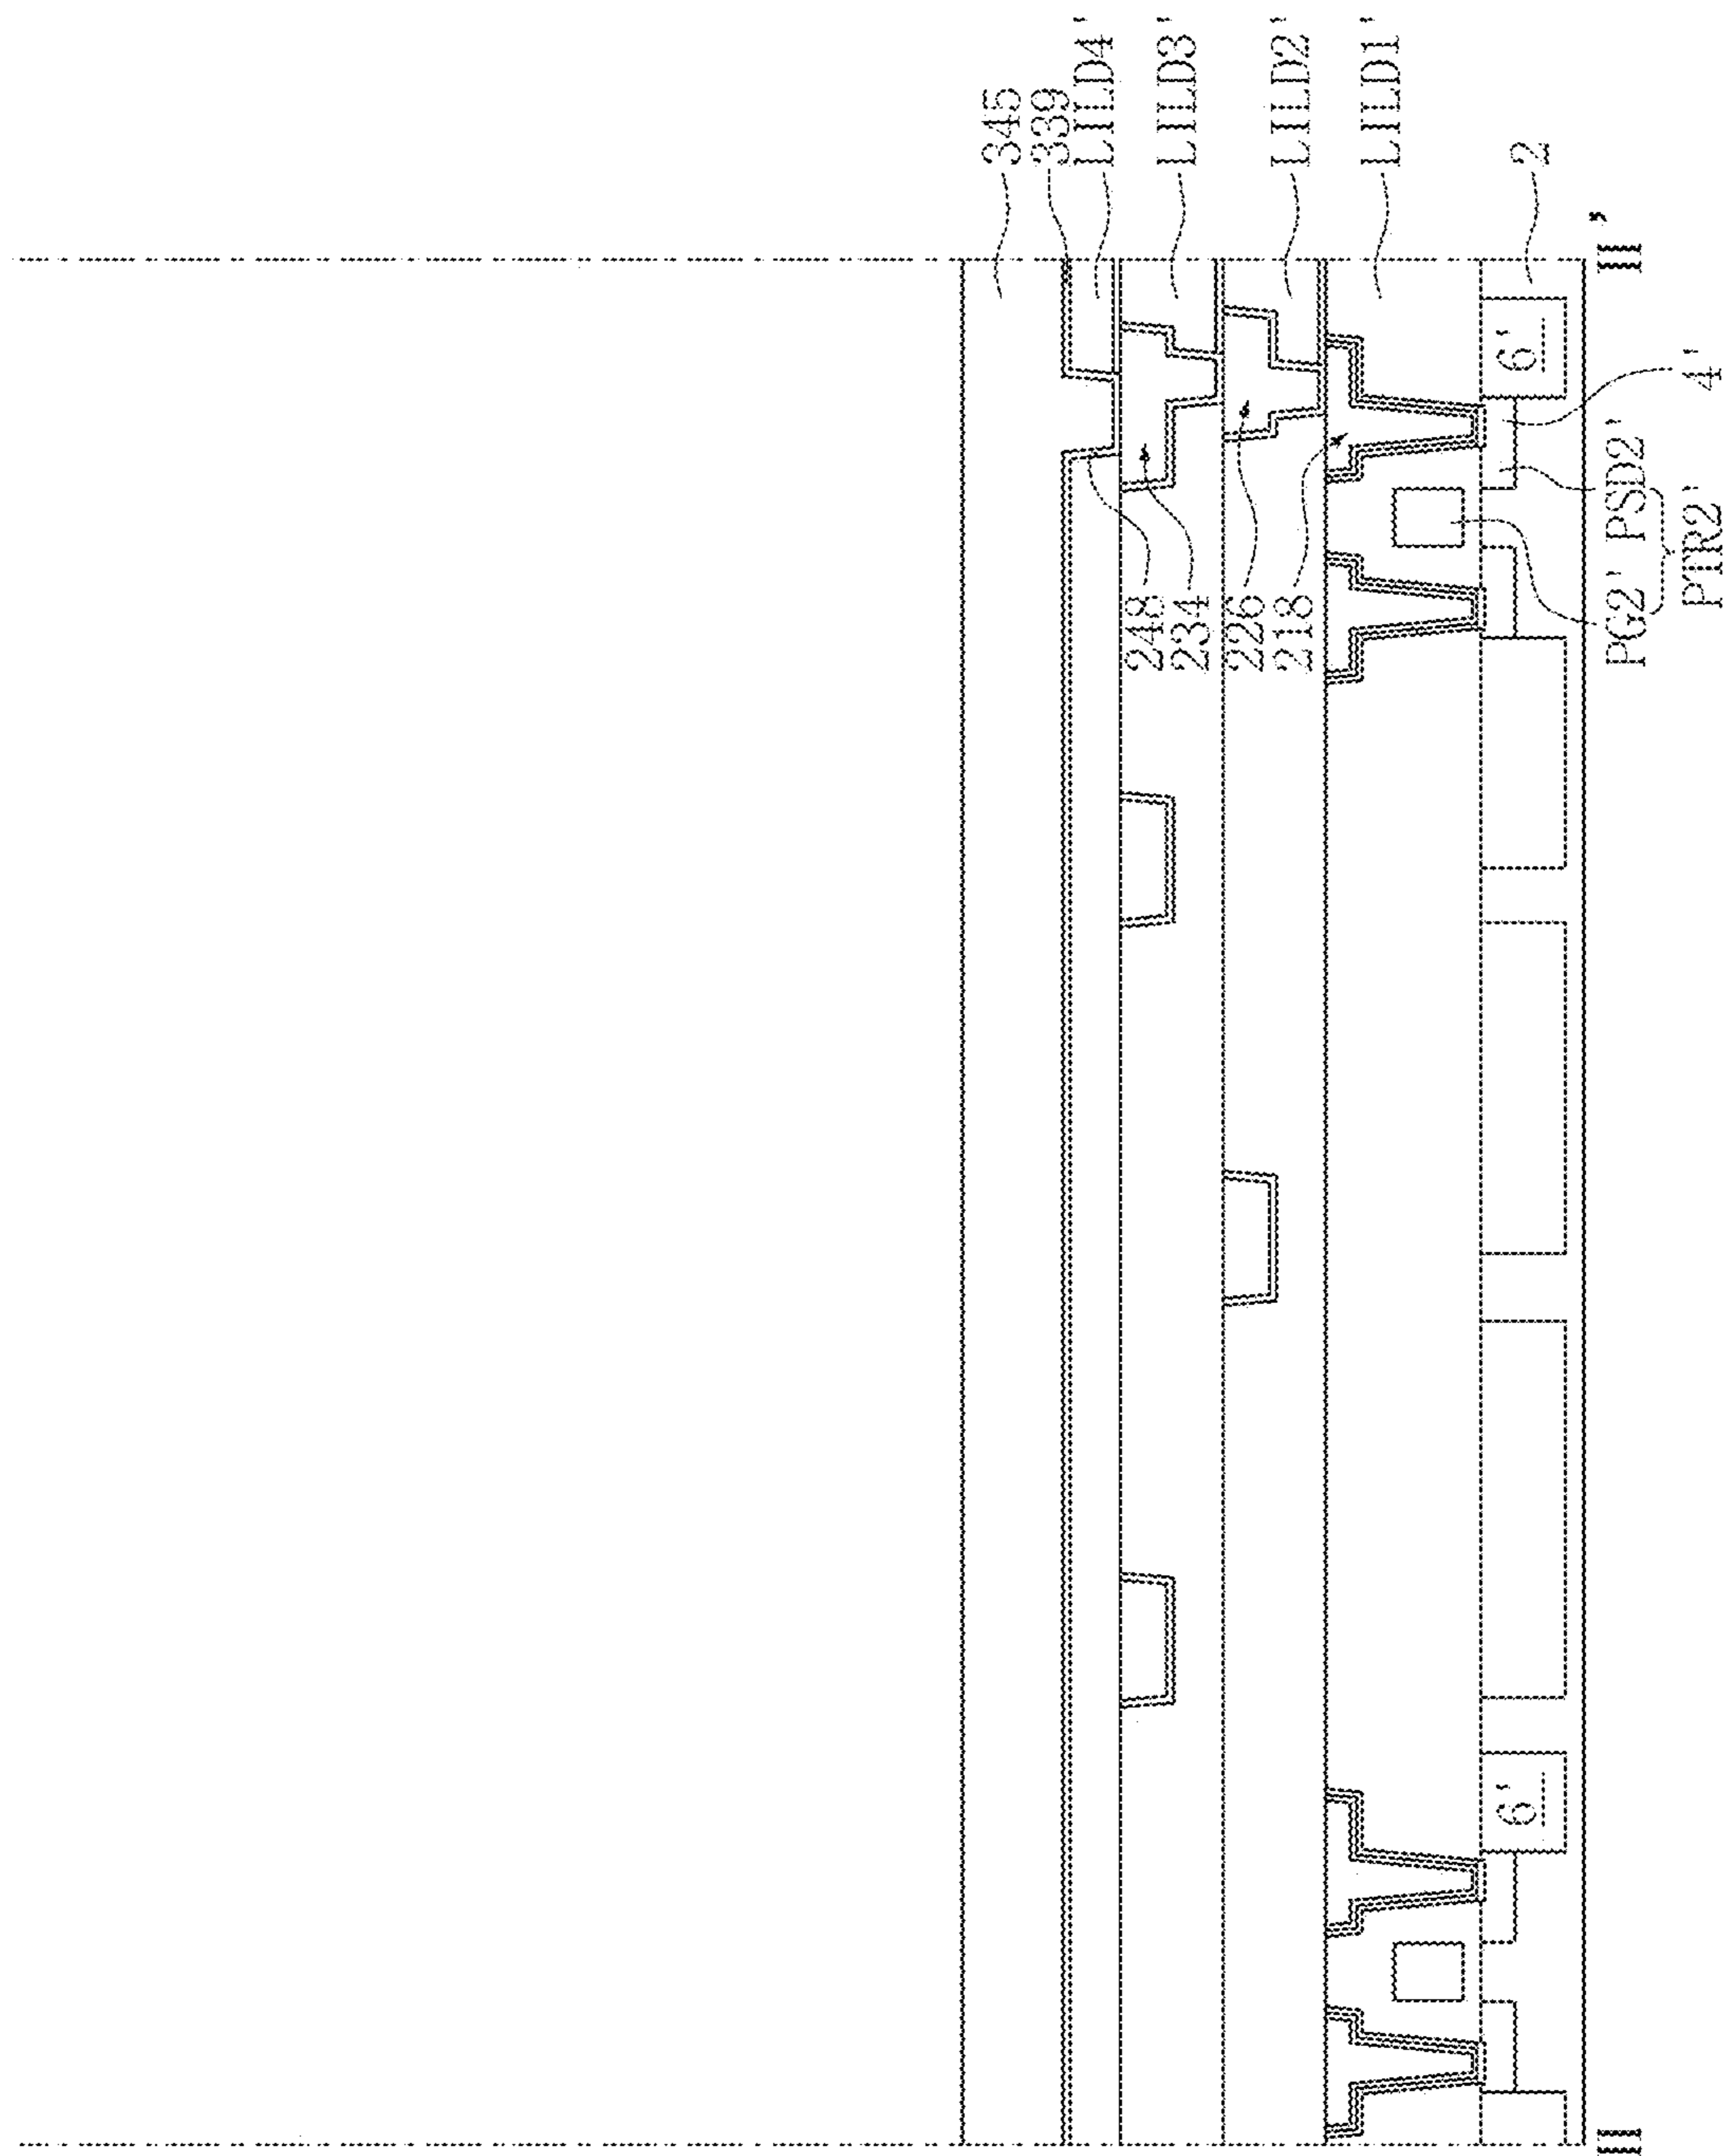 345
339
LILD4'
LILD3'
LILD2'
LILD1'
2
II'
248
234
226
218
6'
6'
4'
PSD2'
PG2'
PTR2'
II